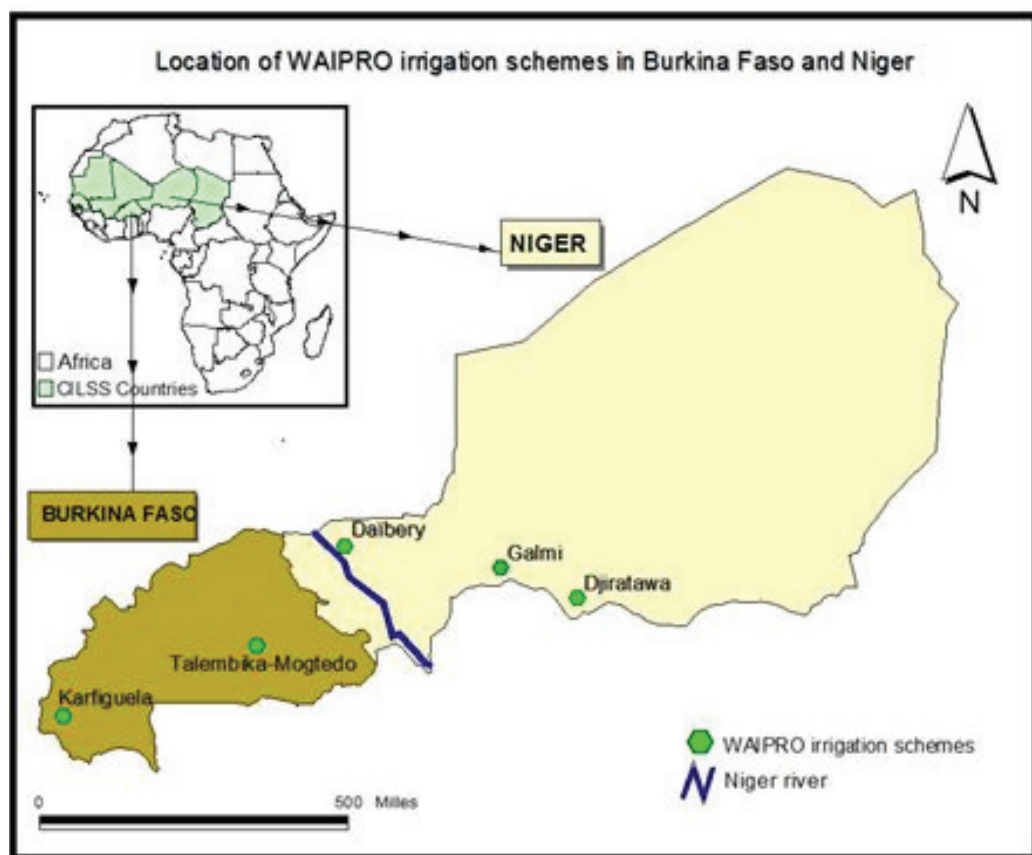 Location of WAIPRO irrigation schemes in Burkina Faso and Niger
N
NIGER
Africa
CILSS Countries
BURKINA FASO
Daïbery
Galmi
Djiratawa
Talembika-Mogtedo
Karfiguela
WAIPRO irrigation schemes
Niger river
0 500 Milles